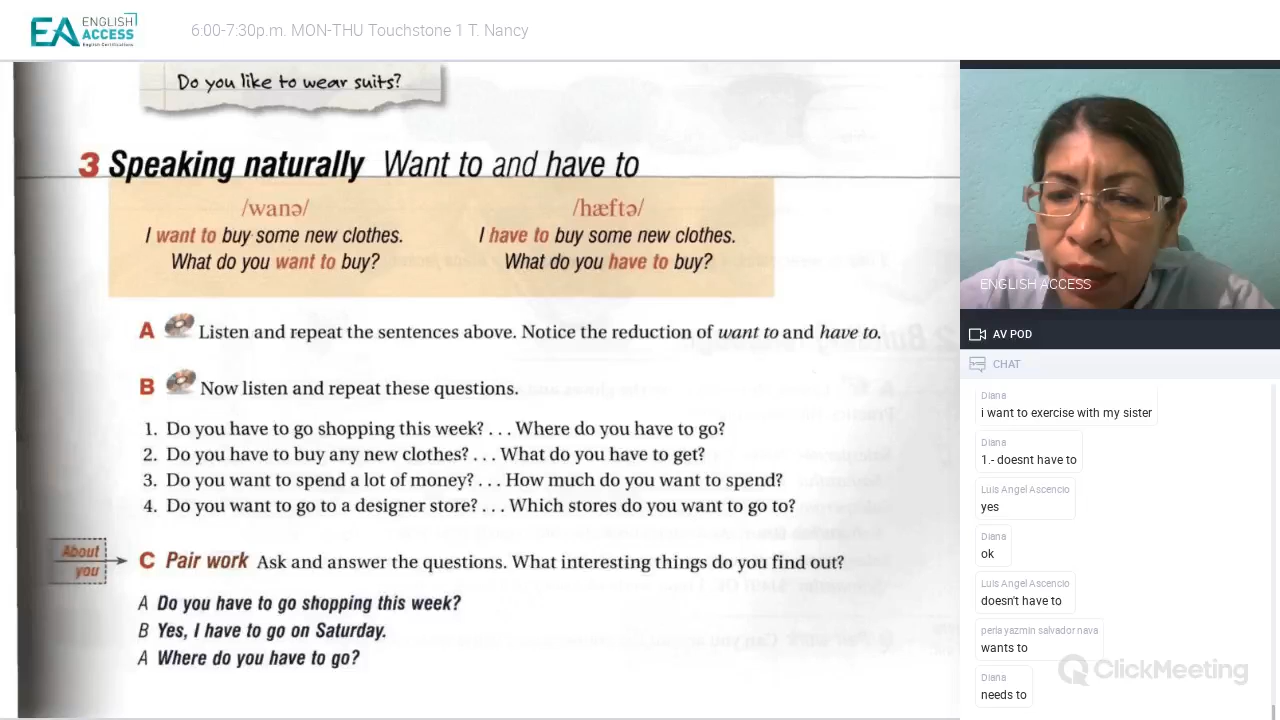 EA ENGLISH ACCESS
English Certifications
6:00-7:30p.m. MON-THU Touchstone 1 T. Nancy
Do you like to wear suits?
3 Speaking naturally Want to and have to
/wanə/
I want to buy some new clothes.
What do you want to buy?
/hæftə/
I have to buy some new clothes.
What do you have to buy?
A Listen and repeat the sentences above. Notice the reduction of want to and have to.
B Now listen and repeat these questions.
1. Do you have to go shopping this week? . . . Where do you have to go?
2. Do you have to buy any new clothes? . . . What do you have to get?
3. Do you want to spend a lot of money? . . . How much do you want to spend?
4. Do you want to go to a designer store? . . . Which stores do you want to go to?
About
you
C Pair work Ask and answer the questions. What interesting things do you find out?
A Do you have to go shopping this week?
B Yes, I have to go on Saturday.
A Where do you have to go?
ENGLISH ACCESS
AV POD
CHAT
Diana
i want to exercise with my sister
Diana
1.- doesnt have to
Luis Angel Ascencio
yes
Diana
ok
Luis Angel Ascencio
doesn't have to
perla yazmin salvador nava
wants to
Diana
needs to
ClickMeeting